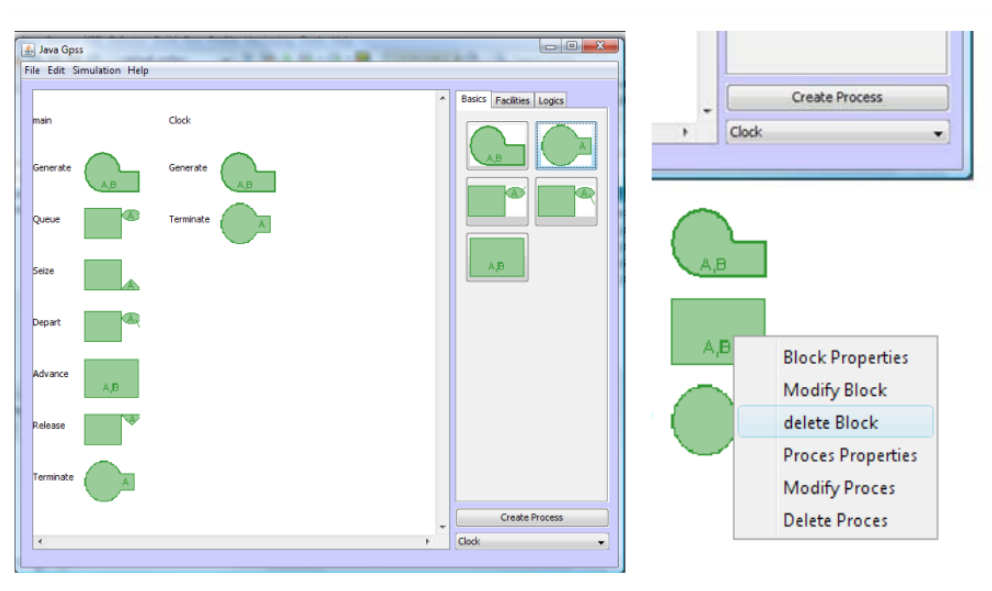 Java Gpss
File Edit Simulation Help
main
Clock
Generate
A,B
Generate
A,B
Queue
A
Terminate
A
Seize
A
Depart
A
Advance
A,B
Release
A
Terminate
A
Basics Facilities Logics
A,B
A
A
A
A,B
Create Process
Clock
Create Process
Clock
A,B
A,B
Block Properties
Modify Block
delete Block
Proces Properties
Modify Proces
Delete Proces